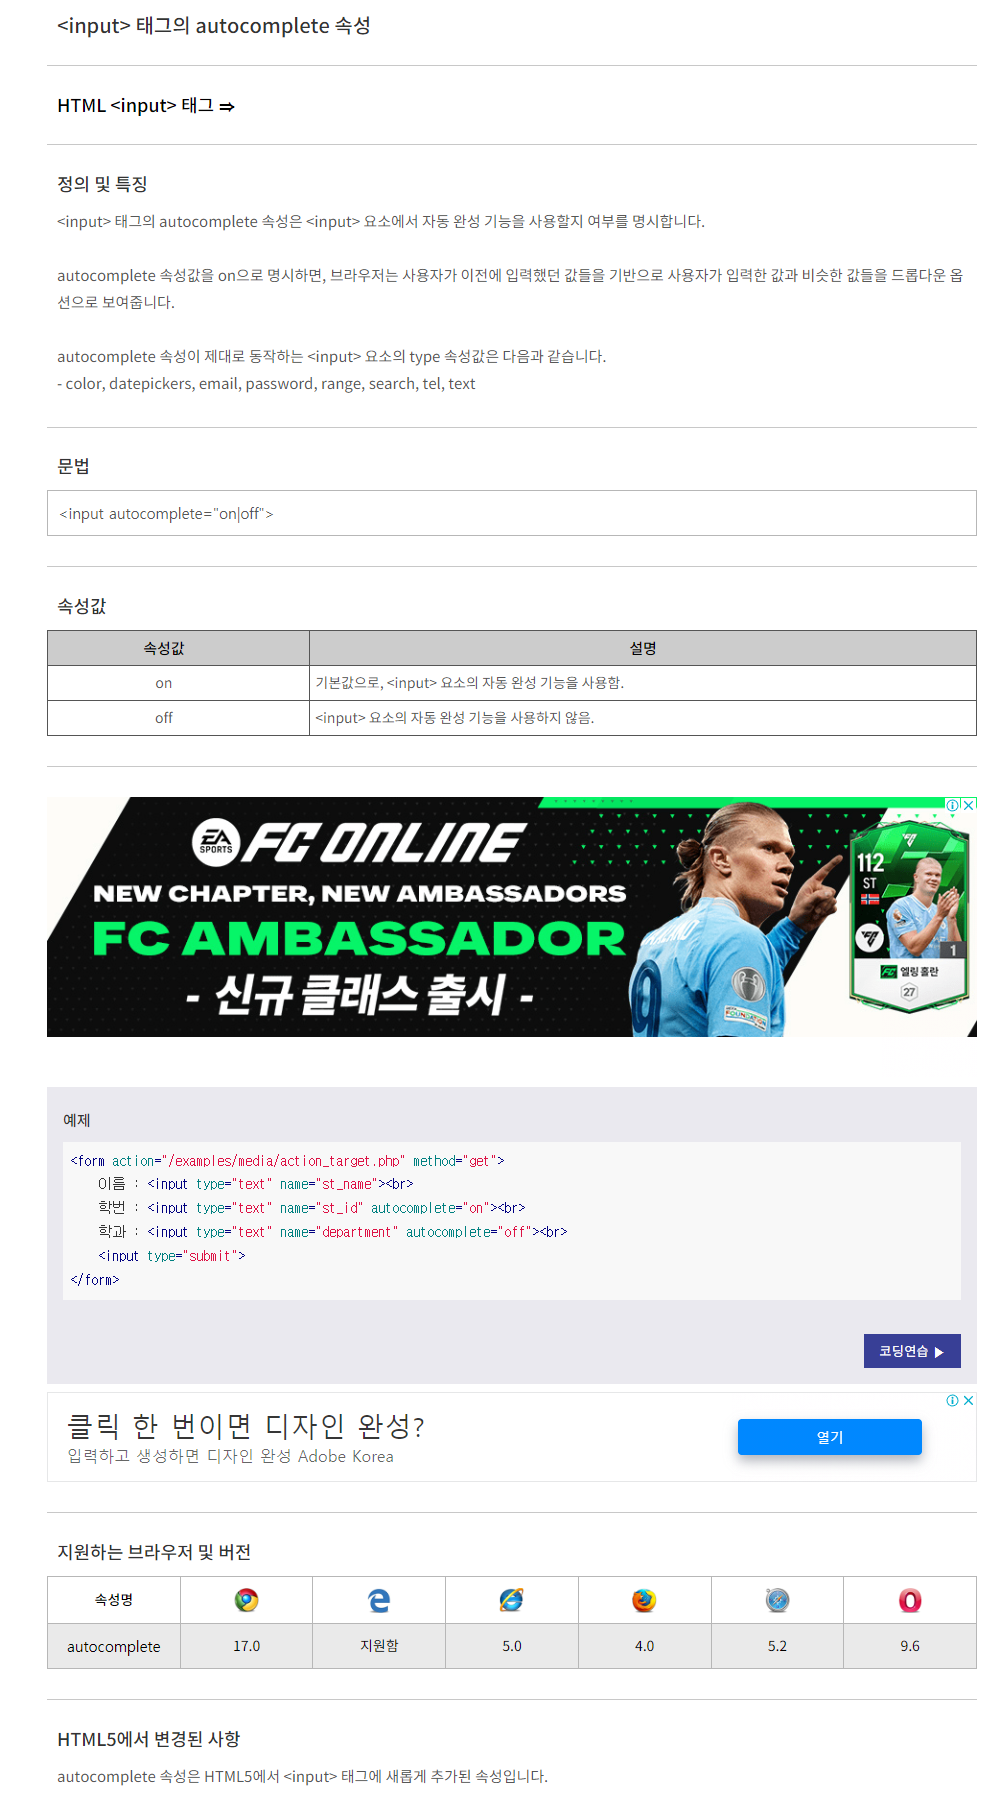 <input> 태그의 autocomplete 속성
HTML <input> 태그 ⇒
정의 및 특징
<input> 태그의 autocomplete 속성은 <input> 요소에서 자동 완성 기능을 사용할지 여부를 명시합니다.
autocomplete 속성값을 on으로 명시하면, 브라우저는 사용자가 이전에 입력했던 값들을 기반으로 사용자가 입력한 값과 비슷한 값들을 드롭다운 옵
션으로 보여줍니다.
autocomplete 속성이 제대로 동작하는 <input> 요소의 type 속성값은 다음과 같습니다.
- color, datepickers, email, password, range, search, tel, text
문법
<input autocomplete="on|off">
속성값
속성값 설명
on 기본값으로, <input> 요소의 자동 완성 기능을 사용함.
off <input> 요소의 자동 완성 기능을 사용하지 않음.
EA SPORTS FC ONLINE
NEW CHAPTER, NEW AMBASSADORS
FC AMBASSADOR
- 신규 클래스 출시 -
9
FOUNDATION
112
ST
1
엘링 홀란
27
예제
<form action="/examples/media/action_target.php" method="get">
이름 : <input type="text" name="st_name"><br>
학번 : <input type="text" name="st_id" autocomplete="on"><br>
학과 : <input type="text" name="department" autocomplete="off"><br>
<input type="submit">
</form>
코딩연습 ▶
클릭 한 번이면 디자인 완성?
입력하고 생성하면 디자인 완성 Adobe Korea
열기
지원하는 브라우저 및 버전
속성명
autocomplete 17.0 지원함 5.0 4.0 5.2 9.6
HTML5에서 변경된 사항
autocomplete 속성은 HTML5에서 <input> 태그에 새롭게 추가된 속성입니다.